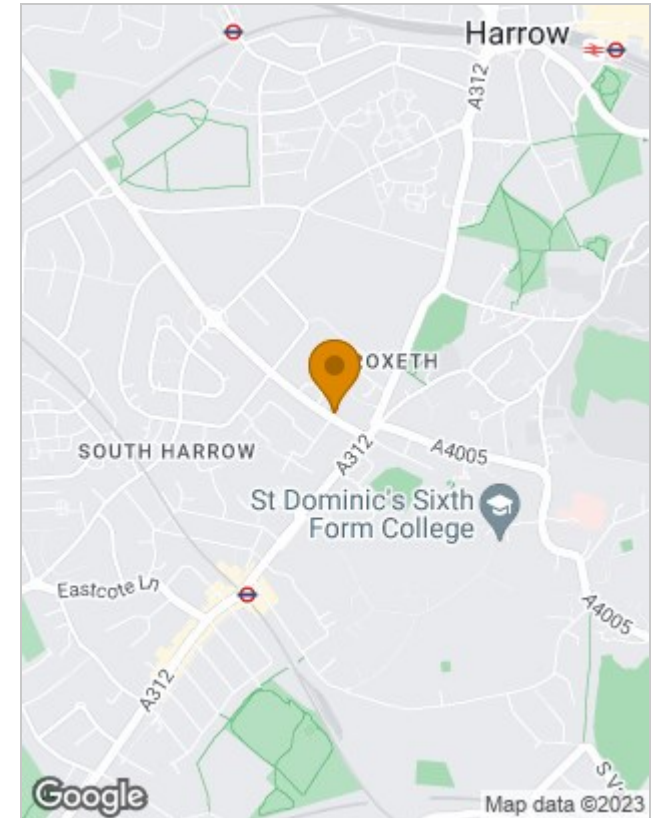 Harrow
A312
ROXETH
SOUTH HARROW
A312
A4005
St Dominic's Sixth
Form College
Eastcote Ln
A4005
A312
Google
Map data ©2023